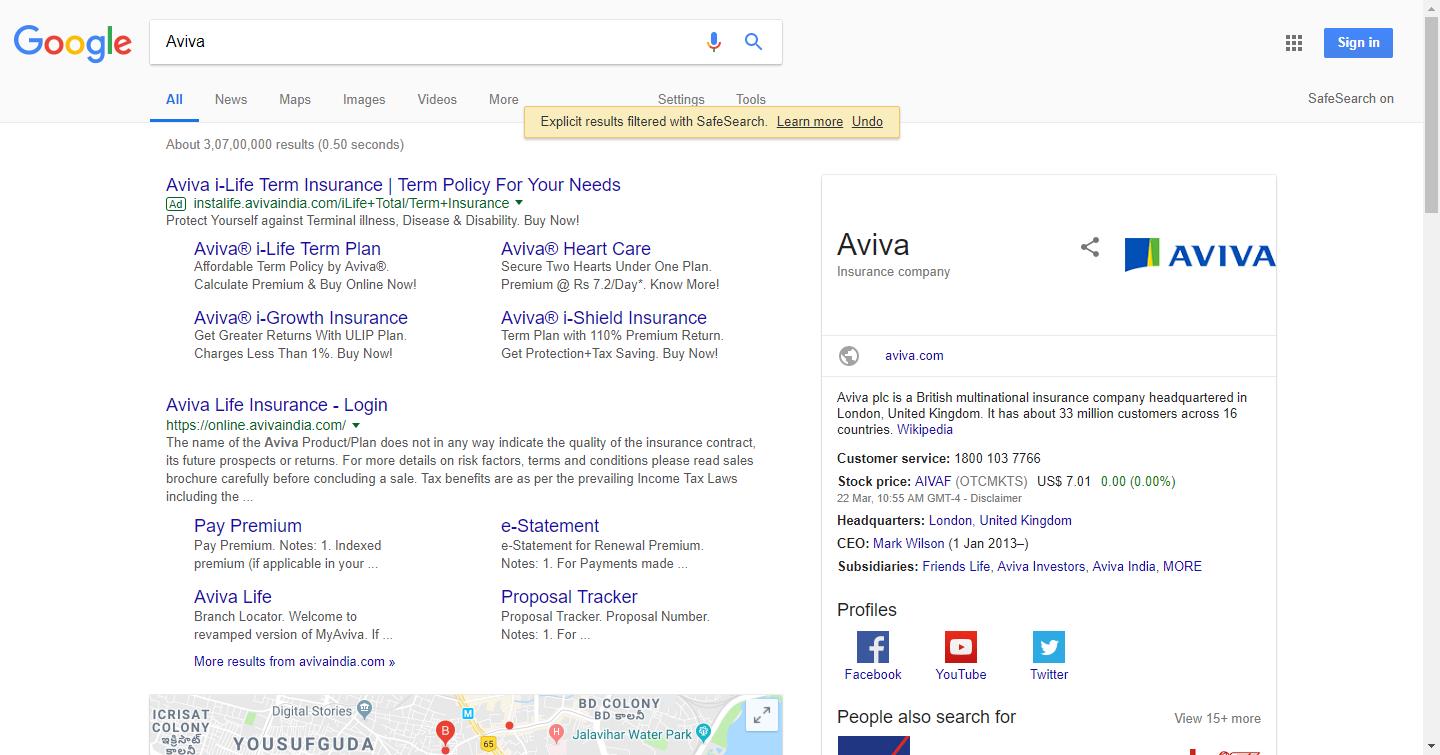 Google
Aviva
Sign in
All News Maps Images Videos More Settings Tools
SafeSearch on
Explicit results filtered with SafeSearch. Learn more Undo
About 3,07,00,000 results (0.50 seconds)
Aviva i-Life Term Insurance | Term Policy For Your Needs
Ad instalife.avivaindia.com/iLife+Total/Term+Insurance
Protect Yourself against Terminal illness, Disease & Disability. Buy Now!
Aviva® i-Life Term Plan
Affordable Term Policy by Aviva®.
Calculate Premium & Buy Online Now!
Aviva® Heart Care
Secure Two Hearts Under One Plan.
Premium @ Rs 7.2/Day*. Know More!
Aviva® i-Growth Insurance
Get Greater Returns With ULIP Plan.
Charges Less Than 1%. Buy Now!
Aviva® i-Shield Insurance
Term Plan with 110% Premium Return.
Get Protection+Tax Saving. Buy Now!
Aviva Life Insurance - Login
https://online.avivaindia.com/
The name of the Aviva Product/Plan does not in any way indicate the quality of the insurance contract,
its future prospects or returns. For more details on risk factors, terms and conditions please read sales
brochure carefully before concluding a sale. Tax benefits are as per the prevailing Income Tax Laws
including the ...
Pay Premium
Pay Premium. Notes: 1. Indexed
premium (if applicable in your ...
e-Statement
e-Statement for Renewal Premium.
Notes: 1. For Payments made ...
Aviva Life
Branch Locator. Welcome to
revamped version of MyAviva. If ...
Proposal Tracker
Proposal Tracker. Proposal Number.
Notes: 1. For ...
More results from avivaindia.com »
ICRISAT
COLONY
ఇక్రిసాట్
కాలనీ
Digital Stories
YOUSUFGUDA
M
B
65
H
BD COLONY
BD కాలనీ
Jalavihar Water Park
Aviva
Insurance company
AVIVA
aviva.com
Aviva plc is a British multinational insurance company headquartered in
London, United Kingdom. It has about 33 million customers across 16
countries. Wikipedia
Customer service: 1800 103 7766
Stock price: AIVAF (OTCMKTS) US$ 7.01 0.00 (0.00%)
22 Mar, 10:55 AM GMT-4 - Disclaimer
Headquarters: London, United Kingdom
CEO: Mark Wilson (1 Jan 2013–)
Subsidiaries: Friends Life, Aviva Investors, Aviva India, MORE
Profiles
Facebook YouTube Twitter
People also search for
View 15+ more